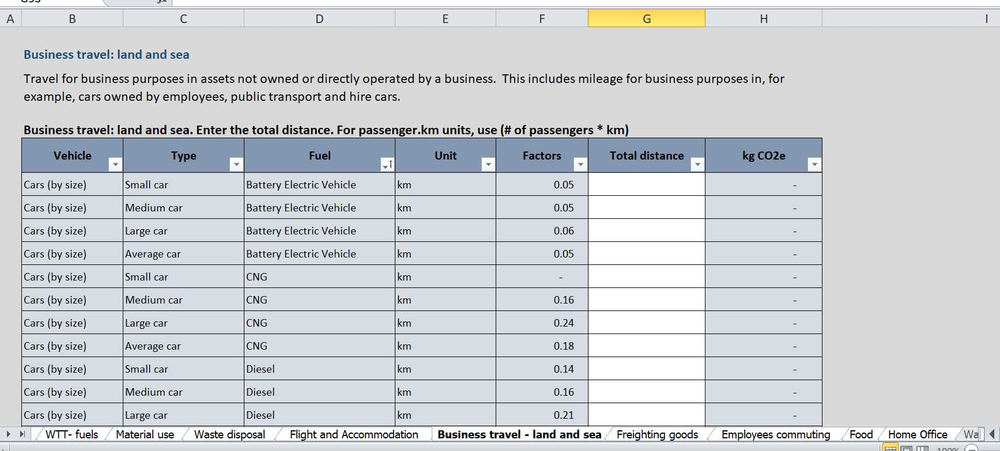 A B C D E F G H I
Business travel: land and sea
Travel for business purposes in assets not owned or directly operated by a business.  This includes mileage for business purposes in, for
example, cars owned by employees, public transport and hire cars.
Business travel: land and sea. Enter the total distance. For passenger.km units, use (# of passengers * km)
Vehicle Type Fuel Unit Factors Total distance kg CO2e
Cars (by size) Small car Battery Electric Vehicle km 0.05 -
Cars (by size) Medium car Battery Electric Vehicle km 0.05 -
Cars (by size) Large car Battery Electric Vehicle km 0.06 -
Cars (by size) Average car Battery Electric Vehicle km 0.05 -
Cars (by size) Small car CNG km - -
Cars (by size) Medium car CNG km 0.16 -
Cars (by size) Large car CNG km 0.24 -
Cars (by size) Average car CNG km 0.18 -
Cars (by size) Small car Diesel km 0.14 -
Cars (by size) Medium car Diesel km 0.16 -
Cars (by size) Large car Diesel km 0.21 -
WTT- fuels Material use Waste disposal Flight and Accommodation Business travel - land and sea Freighting goods Employees commuting Food Home Office Wa
100%